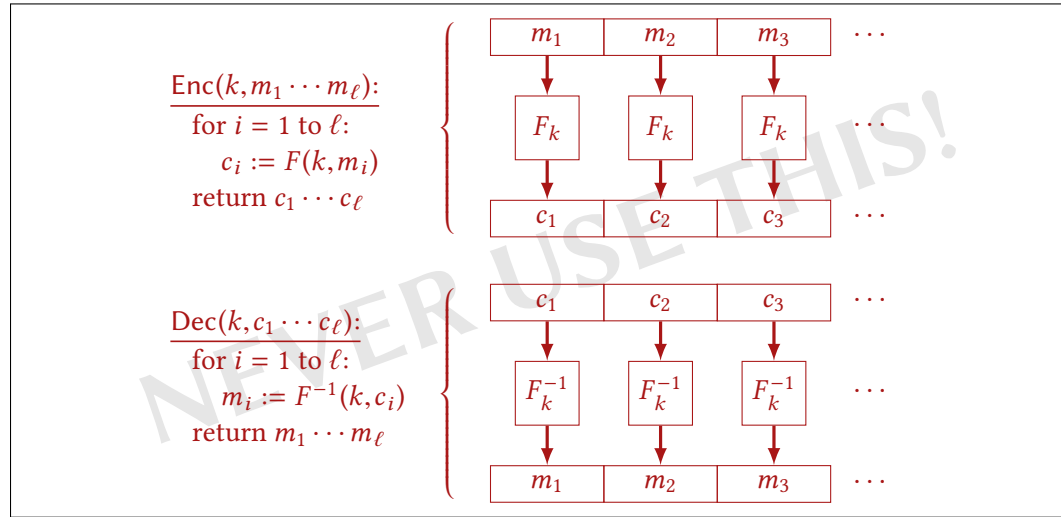 Enc(k, m₁ ⋯ m_ℓ):
for i = 1 to ℓ:
c_i := F(k, m_i)
return c₁ ⋯ c_ℓ
m₁ m₂ m₃ ⋯
F_k F_k F_k ⋯
c₁ c₂ c₃ ⋯
Dec(k, c₁ ⋯ c_ℓ):
for i = 1 to ℓ:
m_i := F⁻¹(k, c_i)
return m₁ ⋯ m_ℓ
c₁ c₂ c₃ ⋯
F_k⁻¹ F_k⁻¹ F_k⁻¹ ⋯
m₁ m₂ m₃ ⋯
NEVER USE THIS!